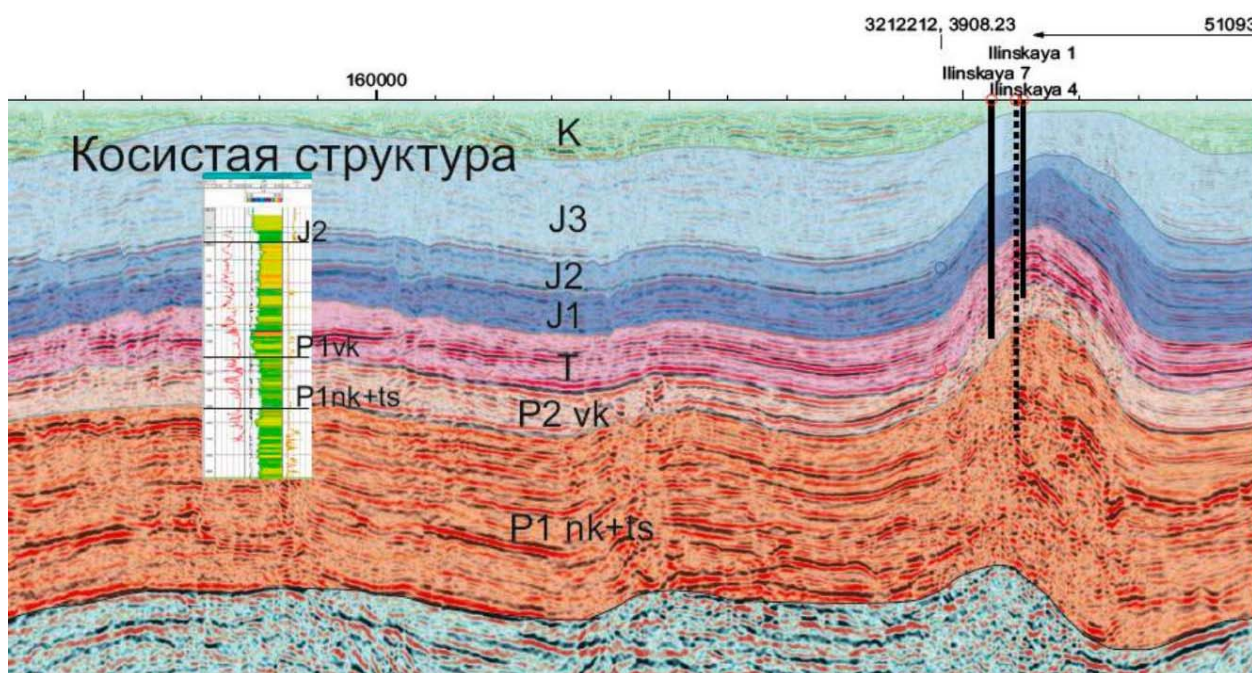 3212212, 3908.23
51093
Ilinskaya 1
Ilinskaya 7
Ilinskaya 4
160000
K
Косистая структура
J3
J2
J2
J1
P1vk
T
P1nk+ts
P2 vk
P1 nk+ts